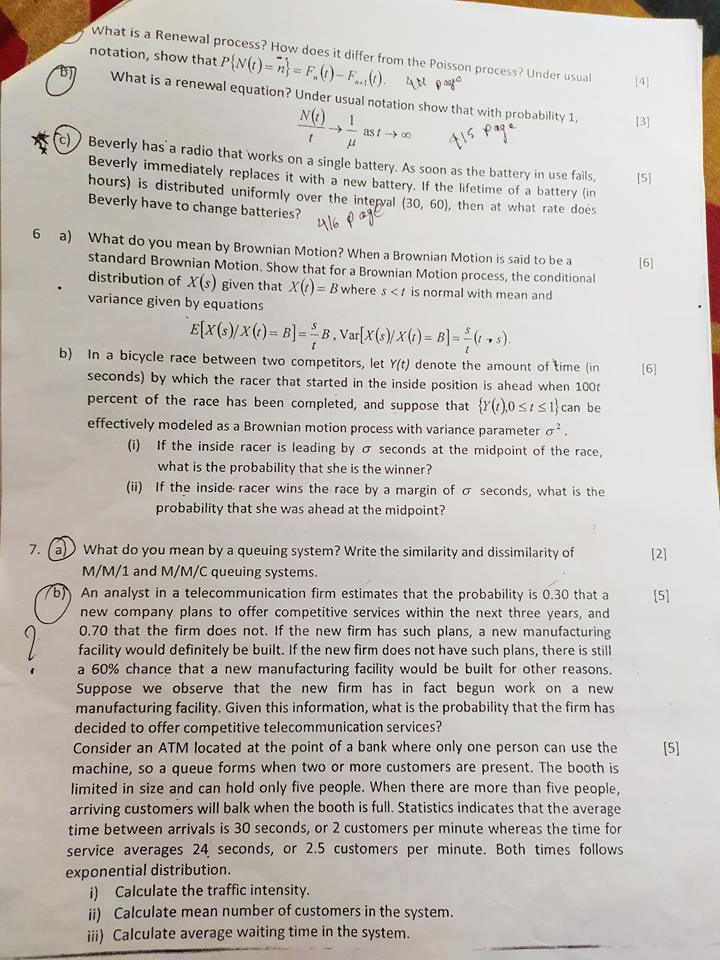 What is a Renewal process? How does it differ from the Poisson process? Under usual [4]
notation, show that P{N(t) = n} = Fₙ(t) − Fₙ₊₁(t). 414 page
b) What is a renewal equation? Under usual notation show that with probability 1, [3]
N(t)/t → 1/μ as t → ∞ 415 page
c) Beverly has a radio that works on a single battery. As soon as the battery in use fails, [5]
Beverly immediately replaces it with a new battery. If the lifetime of a battery (in
hours) is distributed uniformly over the interval (30, 60), then at what rate does
Beverly have to change batteries? 416 page
6 a) What do you mean by Brownian Motion? When a Brownian Motion is said to be a [6]
standard Brownian Motion. Show that for a Brownian Motion process, the conditional
distribution of X(s) given that X(t) = B where s < t is normal with mean and
variance given by equations
E[X(s)/X(t) = B] = s/t B, Var[X(s)/X(t) = B] = s/t (t - s).
b) In a bicycle race between two competitors, let Y(t) denote the amount of time (in [6]
seconds) by which the racer that started in the inside position is ahead when 100t
percent of the race has been completed, and suppose that {Y(t),0 ≤ t ≤ 1} can be
effectively modeled as a Brownian motion process with variance parameter σ².
(i) If the inside racer is leading by σ seconds at the midpoint of the race,
what is the probability that she is the winner?
(ii) If the inside racer wins the race by a margin of σ seconds, what is the
probability that she was ahead at the midpoint?
7. a) What do you mean by a queuing system? Write the similarity and dissimilarity of [2]
M/M/1 and M/M/C queuing systems.
b) An analyst in a telecommunication firm estimates that the probability is 0.30 that a [5]
new company plans to offer competitive services within the next three years, and
? 0.70 that the firm does not. If the new firm has such plans, a new manufacturing
facility would definitely be built. If the new firm does not have such plans, there is still
a 60% chance that a new manufacturing facility would be built for other reasons.
Suppose we observe that the new firm has in fact begun work on a new
manufacturing facility. Given this information, what is the probability that the firm has
decided to offer competitive telecommunication services?
Consider an ATM located at the point of a bank where only one person can use the [5]
machine, so a queue forms when two or more customers are present. The booth is
limited in size and can hold only five people. When there are more than five people,
arriving customers will balk when the booth is full. Statistics indicates that the average
time between arrivals is 30 seconds, or 2 customers per minute whereas the time for
service averages 24 seconds, or 2.5 customers per minute. Both times follows
exponential distribution.
i) Calculate the traffic intensity.
ii) Calculate mean number of customers in the system.
iii) Calculate average waiting time in the system.